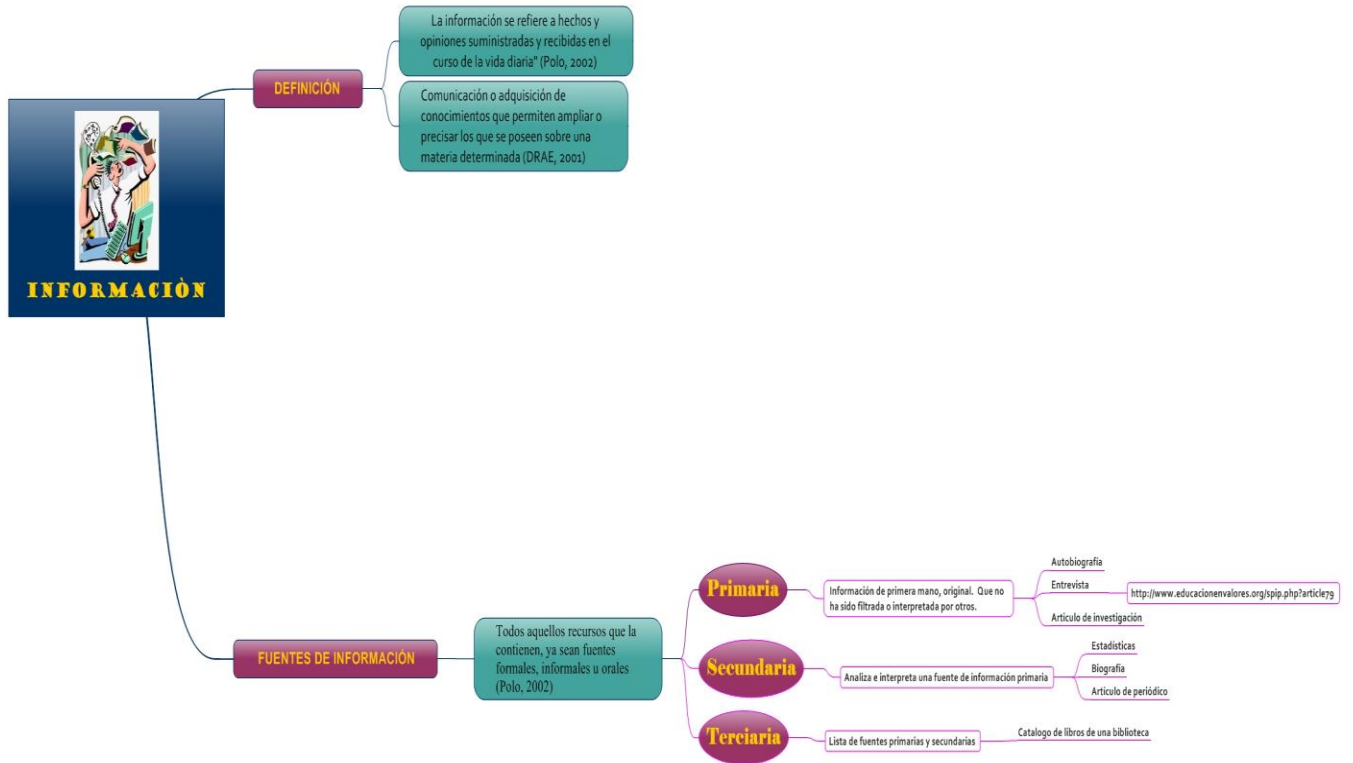 INFORMACIÒN
DEFINICIÓN
La información se refiere a hechos y
opiniones suministradas y recibidas en el
curso de la vida diaria" (Polo, 2002)
Comunicación o adquisición de
conocimientos que permiten ampliar o
precisar los que se poseen sobre una
materia determinada (DRAE, 2001)
FUENTES DE INFORMACIÓN
Todos aquellos recursos que la
contienen, ya sean fuentes
formales, informales u orales
(Polo, 2002)
Primaria
Información de primera mano, original.  Que no
ha sido filtrada o interpretada por otros.
Autobiografía
Entrevista
http://www.educacionenvalores.org/spip.php?article79
Articulo de investigación
Secundaria
Analiza e interpreta una fuente de información primaria
Estadísticas
Biografía
Articulo de periódico
Terciaria
Lista de fuentes primarias y secundarias
Catalogo de libros de una biblioteca